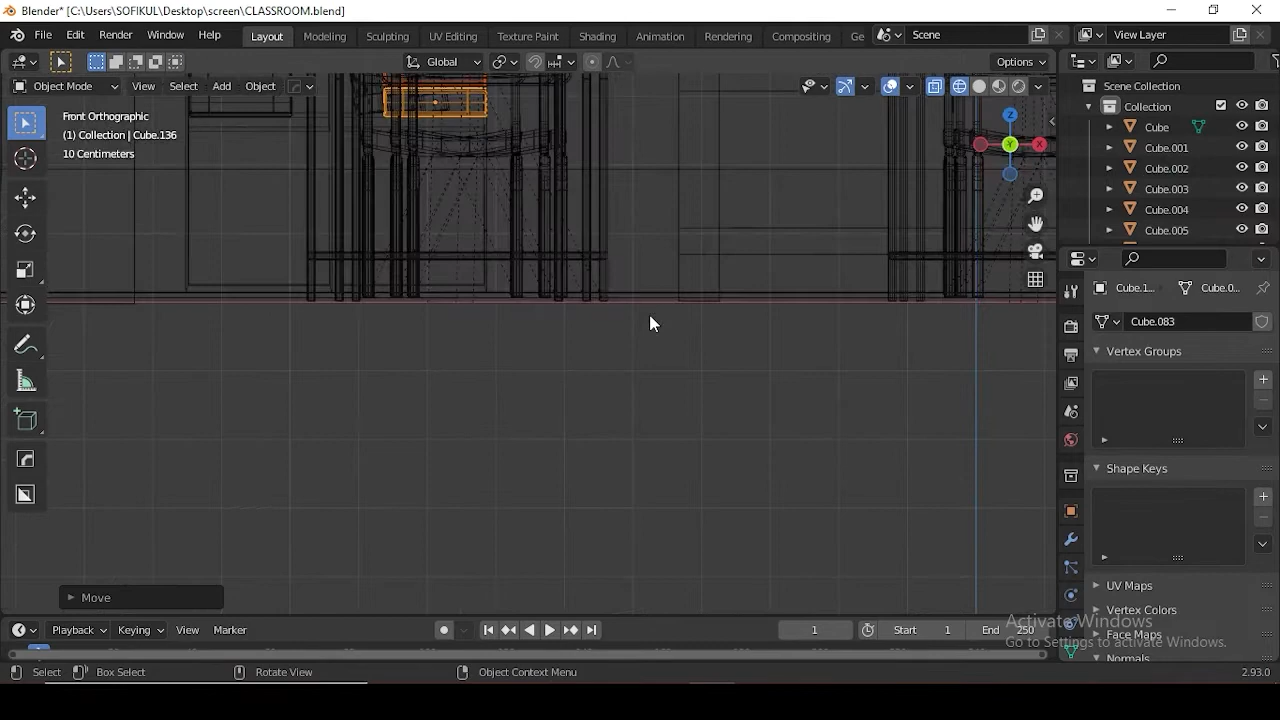 Blender* [C:\Users\SOFIKUL\Desktop\screen\CLASSROOM.blend]
File Edit Render Window Help Layout Modeling Sculpting UV Editing Texture Paint Shading Animation Rendering Compositing Ge Scene View Layer
Global Options
Object Mode View Select Add Object Scene Collection
Front Orthographic
(1) Collection | Cube.136
10 Centimeters
Z
X
Y
Collection
Cube
Cube.001
Cube.002
Cube.003
Cube.004
Cube.005
Cube.1... Cube.0...
Cube.083
Vertex Groups
Shape Keys
UV Maps
Vertex Colors
Face Maps
Normals
Move
Activate Windows
Go to Settings to activate Windows.
Playback Keying View Marker 1 Start 1 End 250
Select Box Select Rotate View Object Context Menu 2.93.0